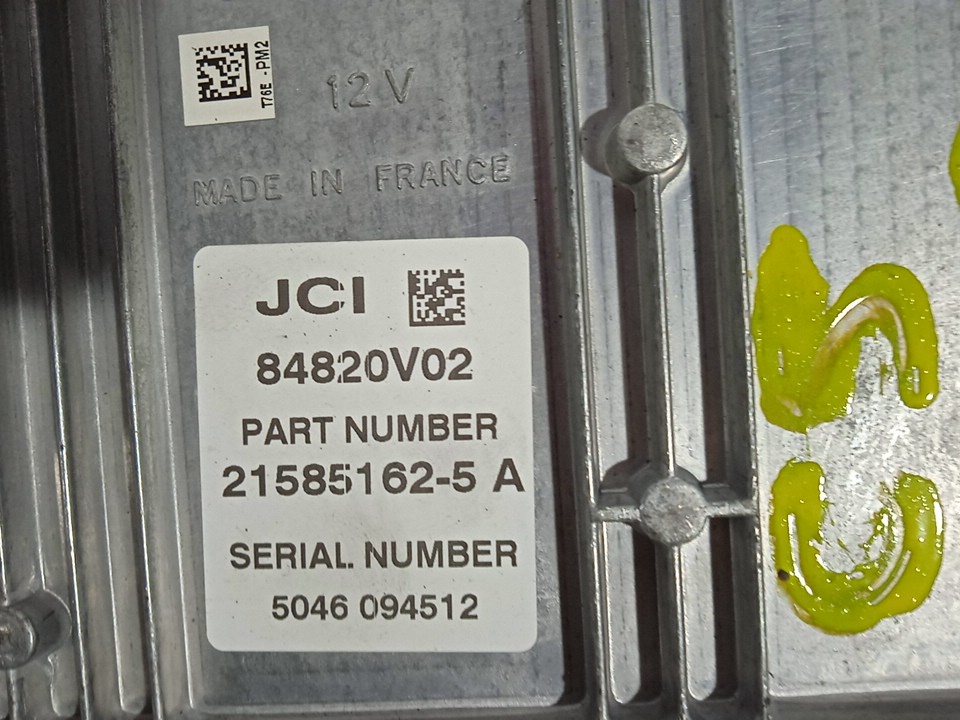 T76E -PM2
12 V
MADE IN FRANCE
JCI
84820V02
PART NUMBER
21585162-5 A
SERIAL NUMBER
5046 094512